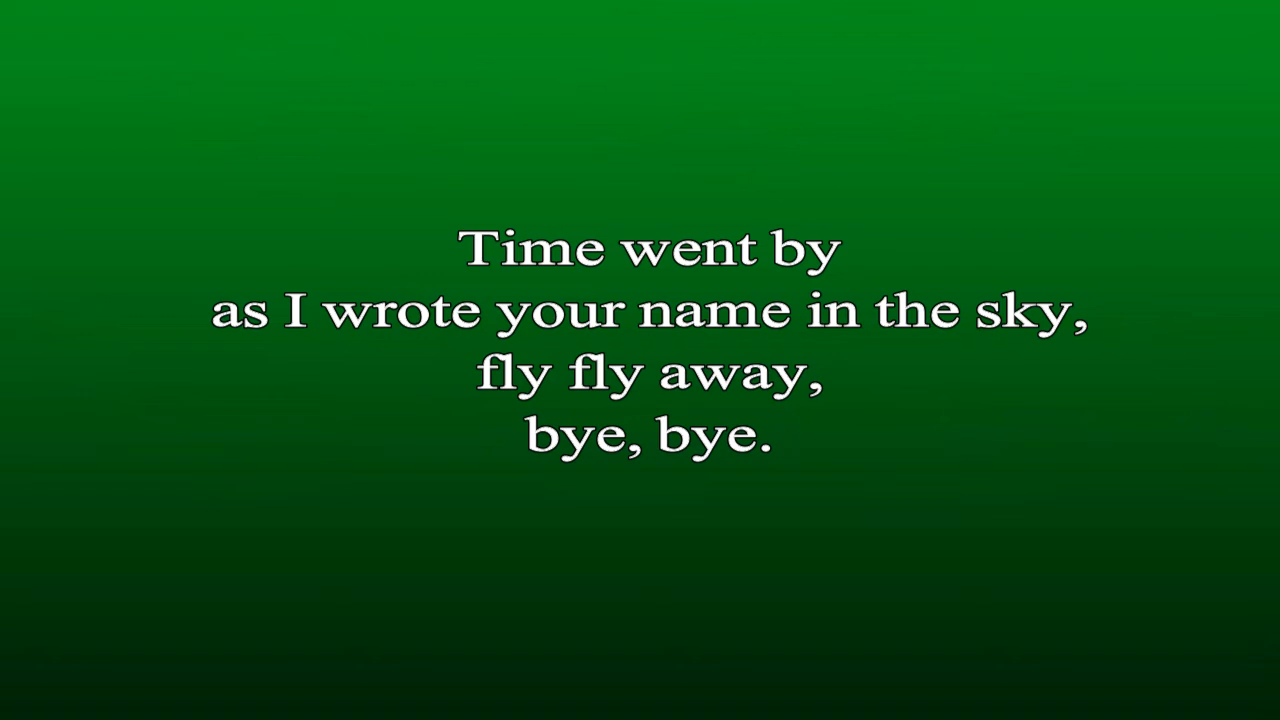 Time went by
as I wrote your name in the sky,
fly fly away,
bye, bye.